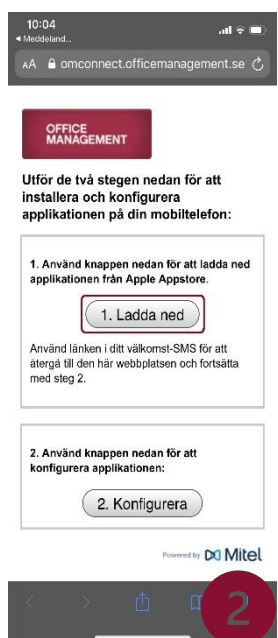 10:04
Meddeland...
AA omconnect.officemanagement.se
OFFICE
MANAGEMENT
Utför de två stegen nedan för att
installera och konfigurera
applikationen på din mobiltelefon:
1. Använd knappen nedan för att ladda ned
applikationen från Apple Appstore.
1. Ladda ned
Använd länken i ditt välkomst-SMS för att
återgå till den här webbplatsen och fortsätta
med steg 2.
2. Använd knappen nedan för att
konfigurera applikationen:
2. Konfigurera
Powered by Mitel
2